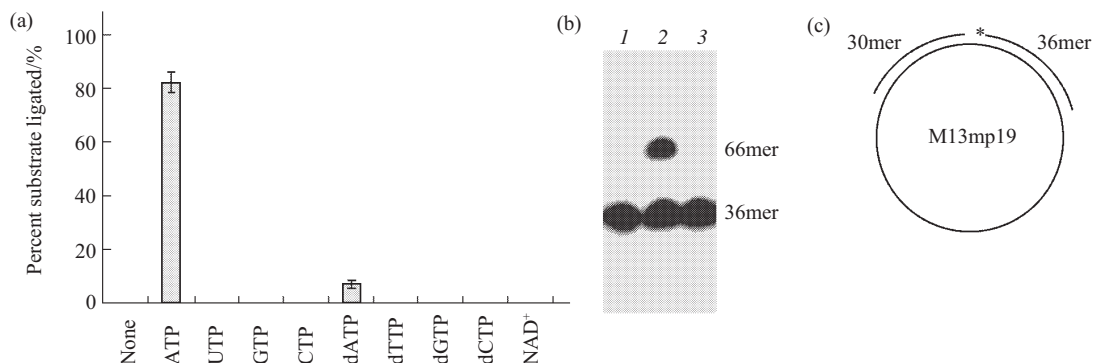 (a)
Percent substrate ligated/%
100
80
60
40
20
0
None
ATP
UTP
GTP
CTP
dATP
dTTP
dGTP
dCTP
NAD⁺
(b)
1 2 3
66mer
36mer
(c)
30mer * 36mer
M13mp19